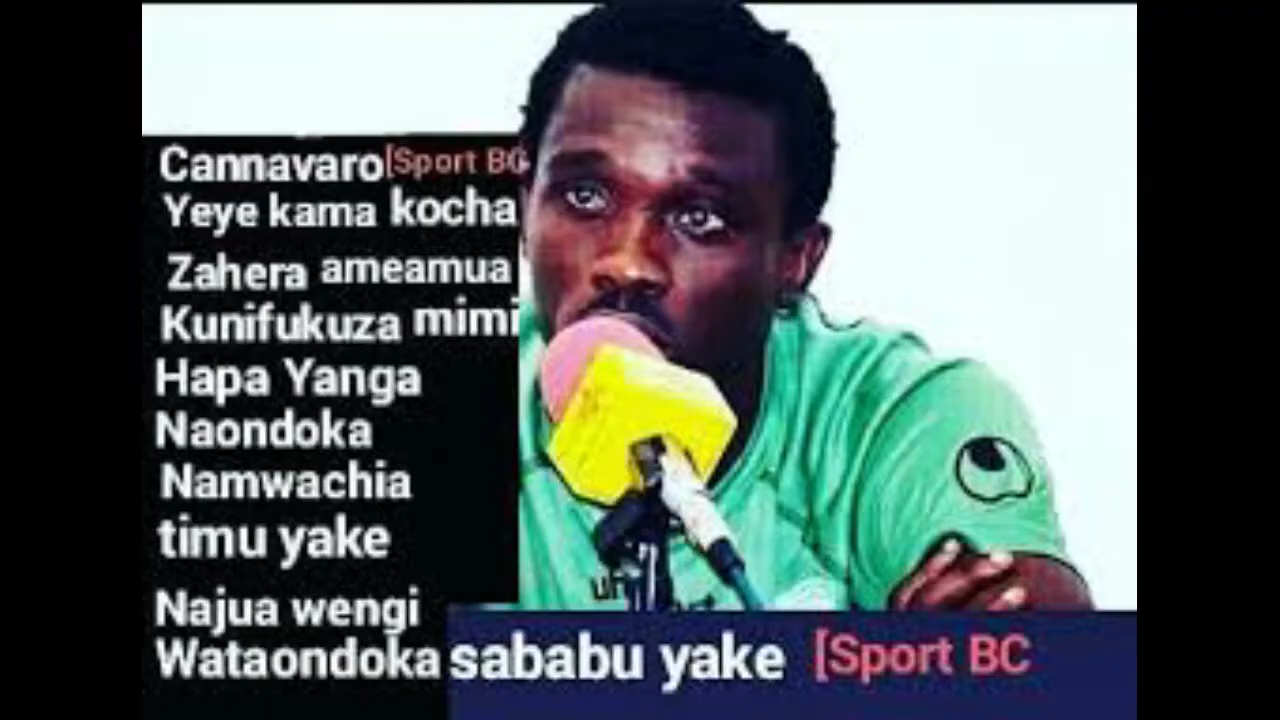 Cannavaro[Sport BC
Yeye kama kocha
Zahera ameamua
Kunifukuza mimi
Hapa Yanga
Naondoka
Namwachia
timu yake
Najua wengi
Wataondoka sababu yake [Sport BC